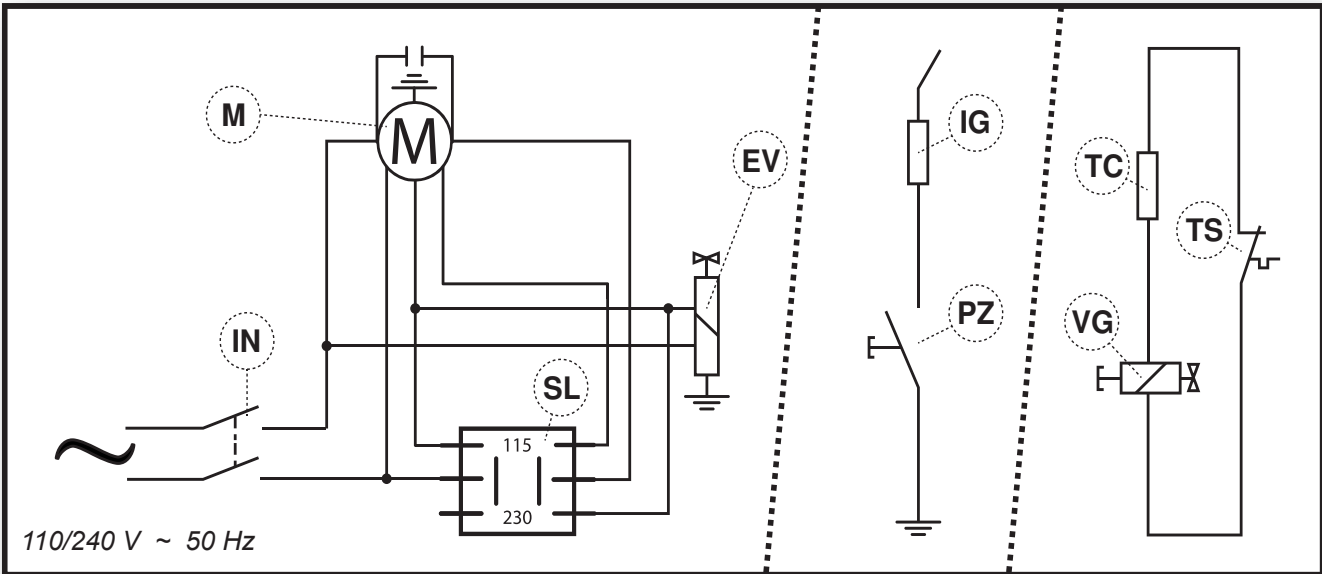 M
M
EV
IN
SL
115
230
110/240 V ~ 50 Hz
IG
PZ
TC
TS
VG